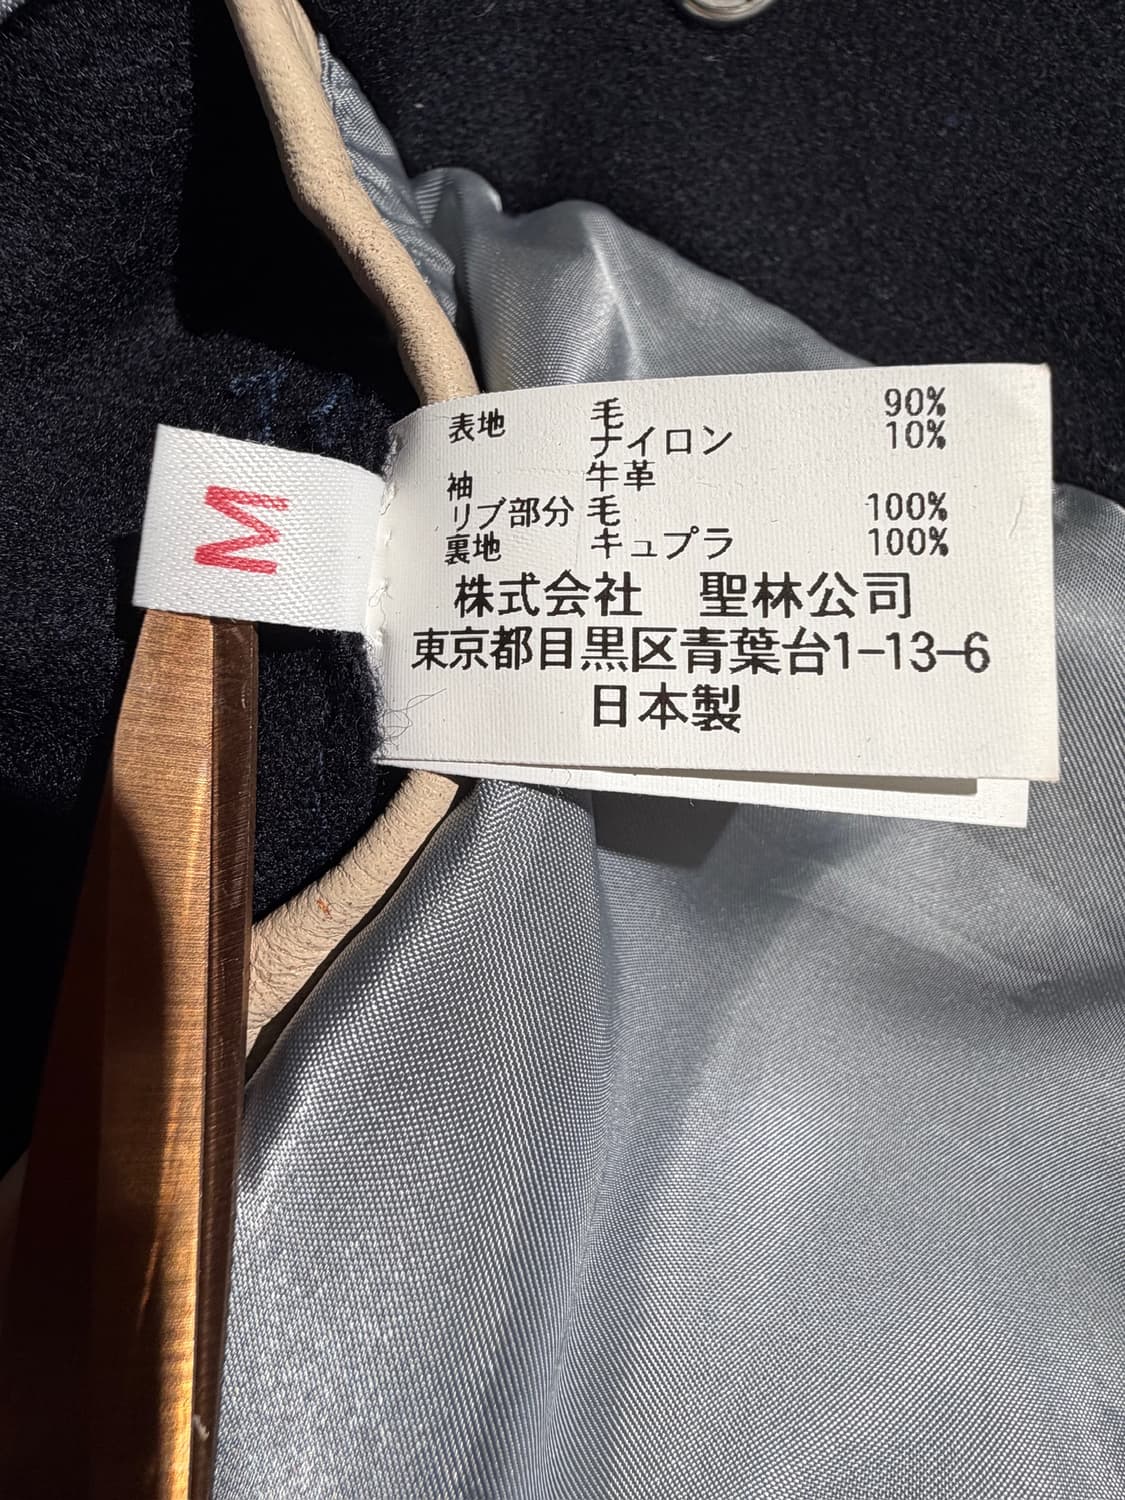 M
表地 毛 90%
ナイロン 10%
袖 牛革
リブ部分 毛 100%
裏地 キュプラ 100%
株式会社 聖林公司
東京都目黒区青葉台1-13-6
日本製